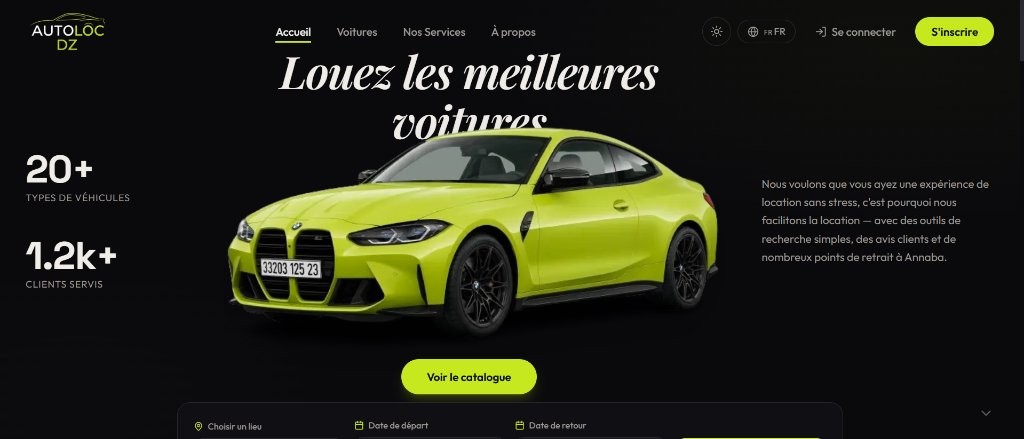 AUTOLOC
DZ
Accueil
Voitures
Nos Services
À propos
FR FR
Se connecter
S'inscrire
Louez les meilleures
voitures
20+
TYPES DE VÉHICULES
1.2k+
CLIENTS SERVIS
33203 125 23
Nous voulons que vous ayez une expérience de
location sans stress, c'est pourquoi nous
facilitons la location — avec des outils de
recherche simples, des avis clients et de
nombreux points de retrait à Annaba.
Voir le catalogue
Choisir un lieu
Date de départ
Date de retour